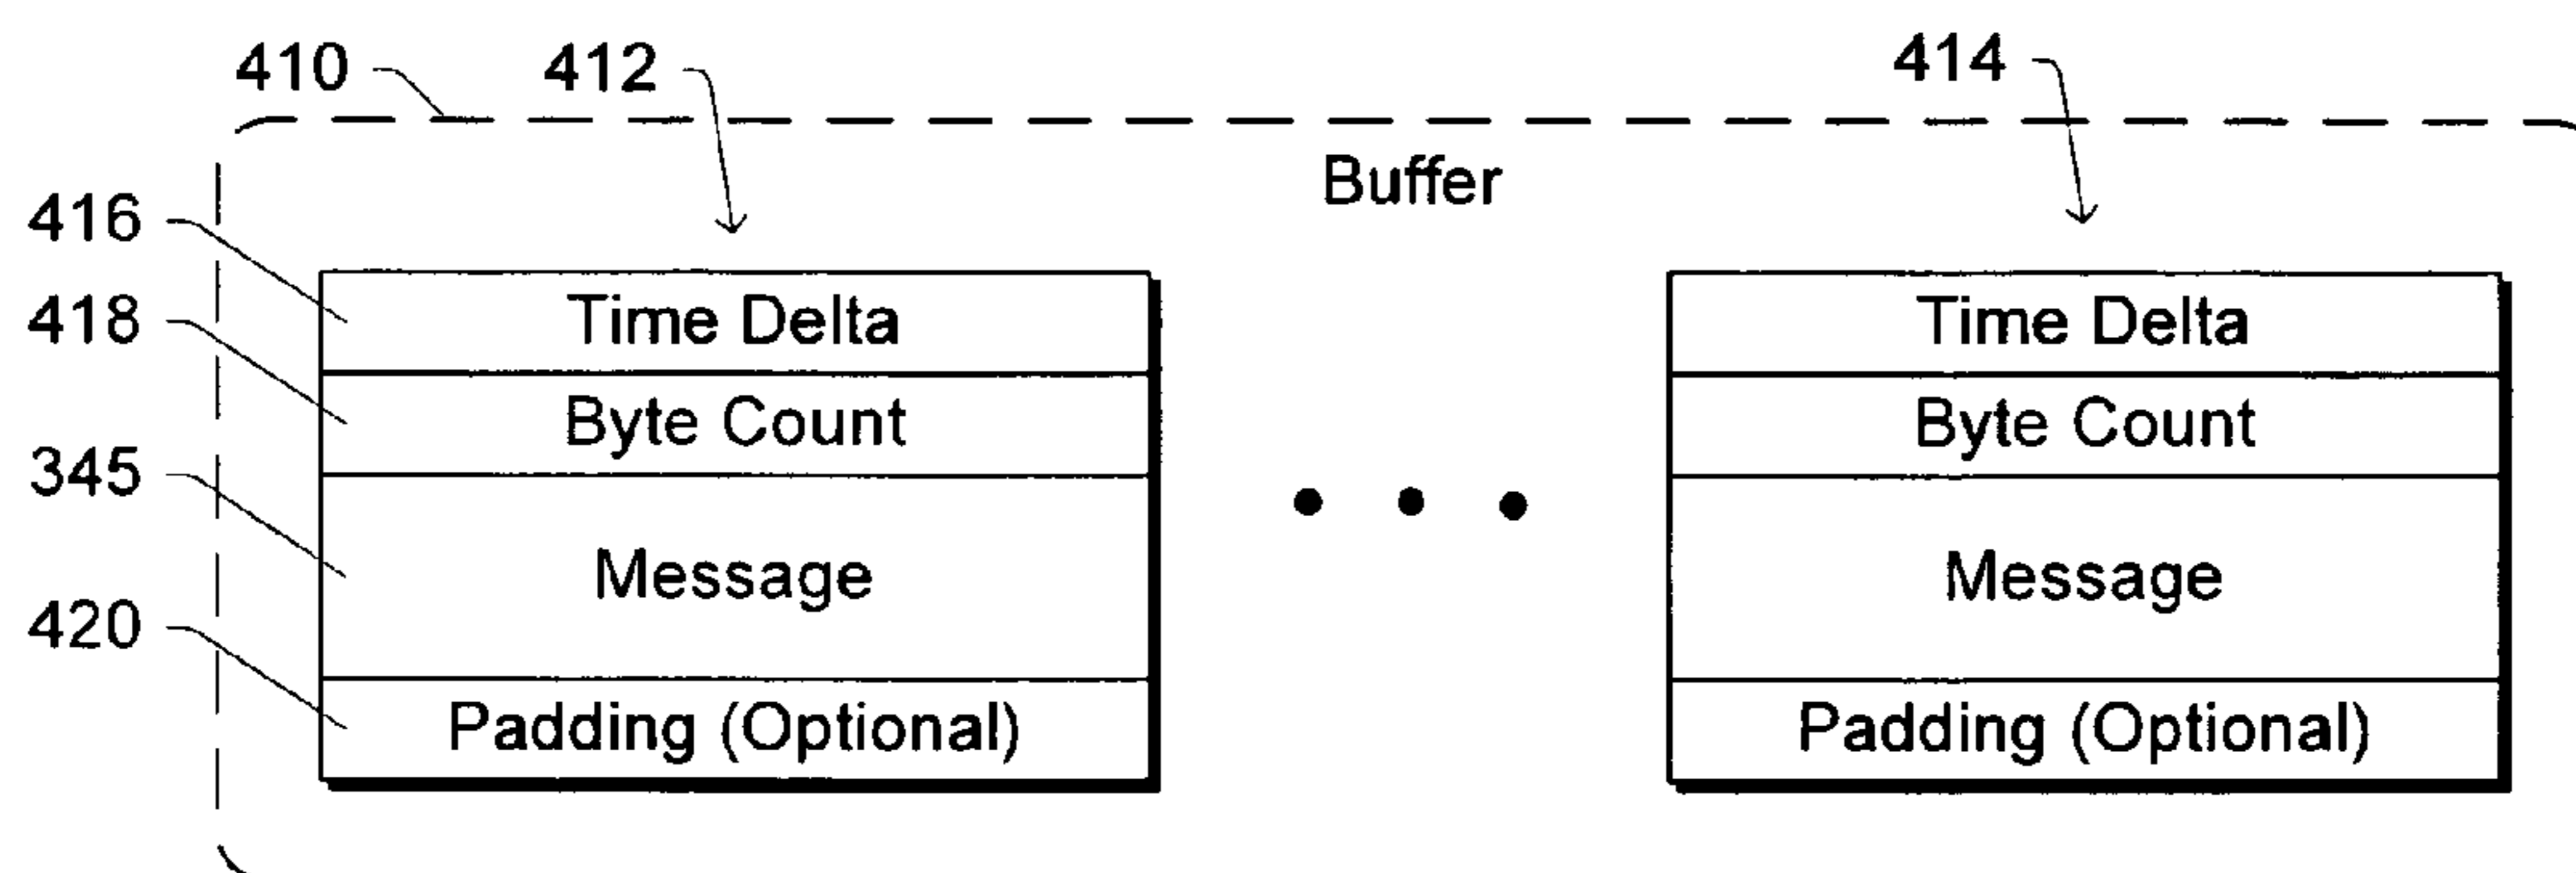 410 412 414
Buffer
416 Time Delta Time Delta
418 Byte Count Byte Count
345 Message Message
420 Padding (Optional) Padding (Optional)